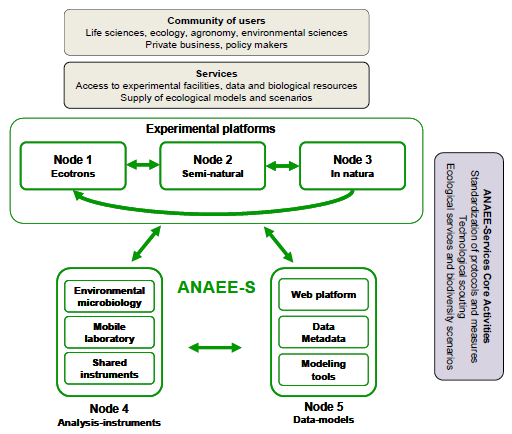 Community of users
Life sciences, ecology, agronomy, environmental sciences
Private business, policy makers
Services
Access to experimental facilities, data and biological resources
Supply of ecological models and scenarios
Experimental platforms
Node 1
Ecotrons
Node 2
Semi-natural
Node 3
In natura
ANAEE-Services Core Activities
Standardization of protocols and measures
Technological scouting
Ecological services and biodiversity scenarios
ANAEE-S
Environmental
microbiology
Mobile
laboratory
Shared
instruments
Node 4
Analysis-instruments
Web platform
Data
Metadata
Modeling
tools
Node 5
Data-models